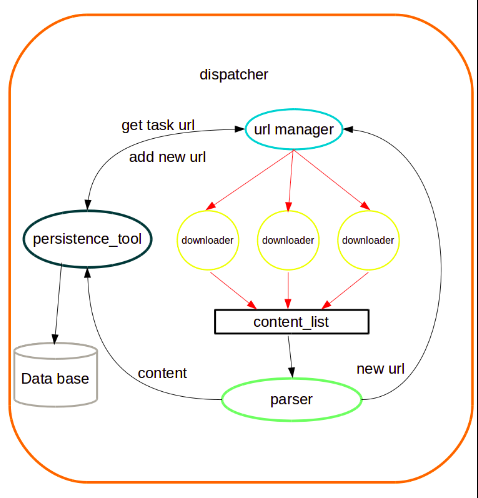 dispatcher
get task url
url manager
add new url
persistence_tool
downloader
downloader
downloader
content_list
Data base
content
new url
parser